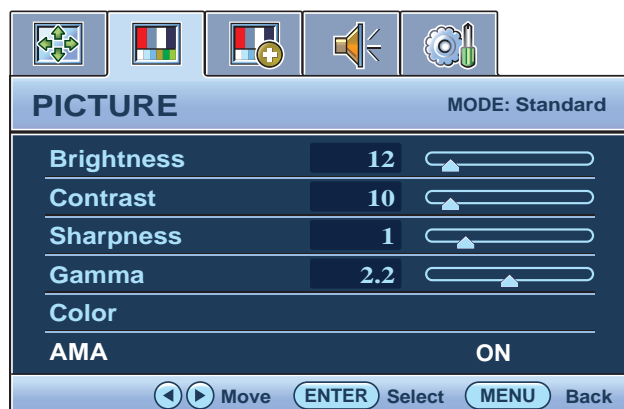 PICTURE MODE: Standard
Brightness 12
Contrast 10
Sharpness 1
Gamma 2.2
Color
AMA ON
Move ENTER Select MENU Back